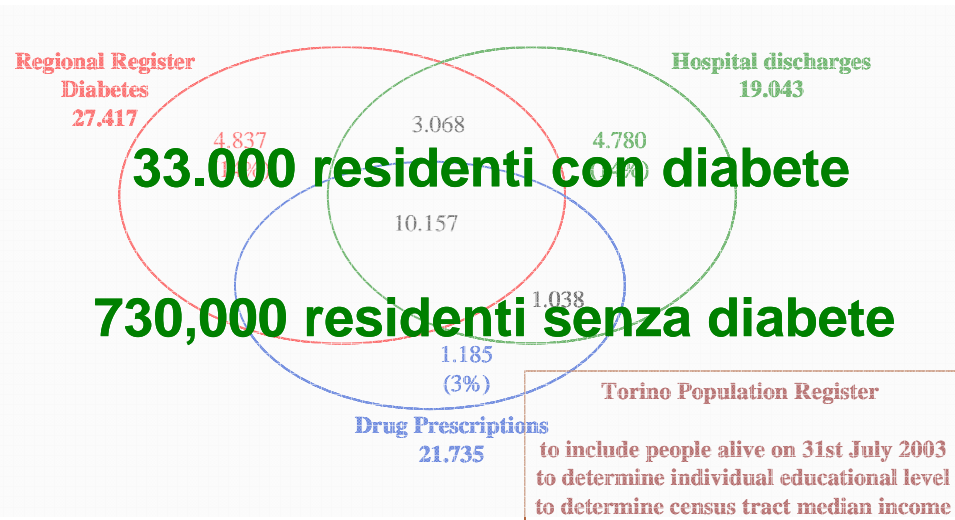 Regional Register
Diabetes
27.417
Hospital discharges
19.043
4.837
3.068
4.780
33.000 residenti con diabete
10.157
1.038
730,000 residenti senza diabete
1.185
(3%)
Drug Prescriptions
21.735
Torino Population Register
to include people alive on 31st July 2003
to determine individual educational level
to determine census tract median income